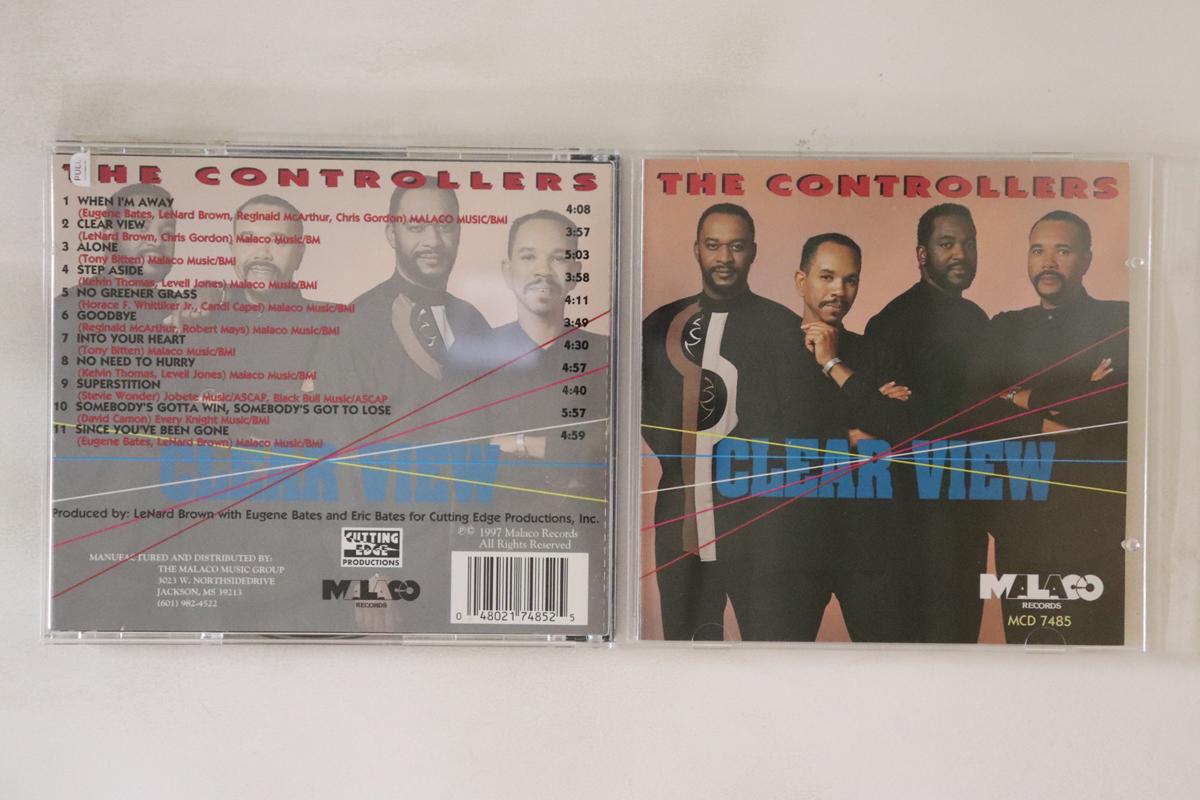 PULL
THE CONTROLLERS
1 WHEN I'M AWAY 4:08
(Eugene Bates, LeNard Brown, Reginald McArthur, Chris Gordon) MALACO MUSIC/BMI
2 CLEAR VIEW 3:57
(LeNard Brown, Chris Gordon) Malaco Music/BM
3 ALONE 5:03
(Tony Bitten) Malaco Music/BMI
4 STEP ASIDE 3:58
(Kelvin Thomas, Levell Jones) Malaco Music/BMI
5 NO GREENER GRASS 4:11
(Horace F. Whittiker Jr., Candi Capel) Malaco Music/BMI
6 GOODBYE 3:49
(Reginald McArthur, Robert Mays) Malaco Music/BMI
7 INTO YOUR HEART 4:30
(Tony Bitten) Malaco Music/BMI
8 NO NEED TO HURRY 4:57
(Kelvin Thomas, Levell Jones) Malaco Music/BMI
9 SUPERSTITION 4:40
(Stevie Wonder) Jobete Music/ASCAP, Black Bull Music/ASCAP
10 SOMEBODY'S GOTTA WIN, SOMEBODY'S GOT TO LOSE 5:57
(David Camon) Every Knight Music/BMI
11 SINCE YOU'VE BEEN GONE 4:59
(Eugene Bates, LeNard Brown) Malaco Music/BMI
CLEAR VIEW
Produced by: LeNard Brown with Eugene Bates and Eric Bates for Cutting Edge Productions, Inc.
℗© 1997 Malaco Records
All Rights Reserved
CUTTING
EDGE
PRODUCTIONS
MANUFACTURED AND DISTRIBUTED BY:
THE MALACO MUSIC GROUP
3023 W. NORTHSIDEDRIVE
JACKSON, MS 39213
(601) 982-4522
MALACO
RECORDS
0 48021 74852 5
THE CONTROLLERS
CLEAR VIEW
MALACO
RECORDS
MCD 7485